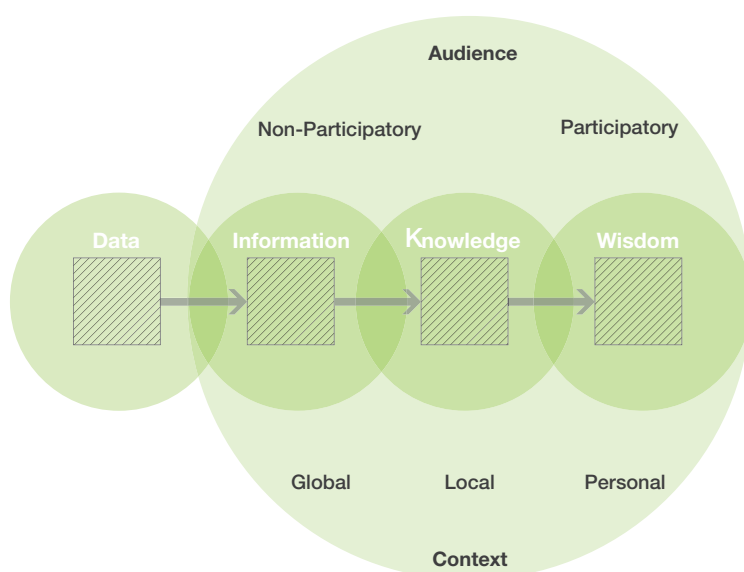 Audience
Non-Participatory Participatory
Data Information Knowledge Wisdom
Global Local Personal
Context